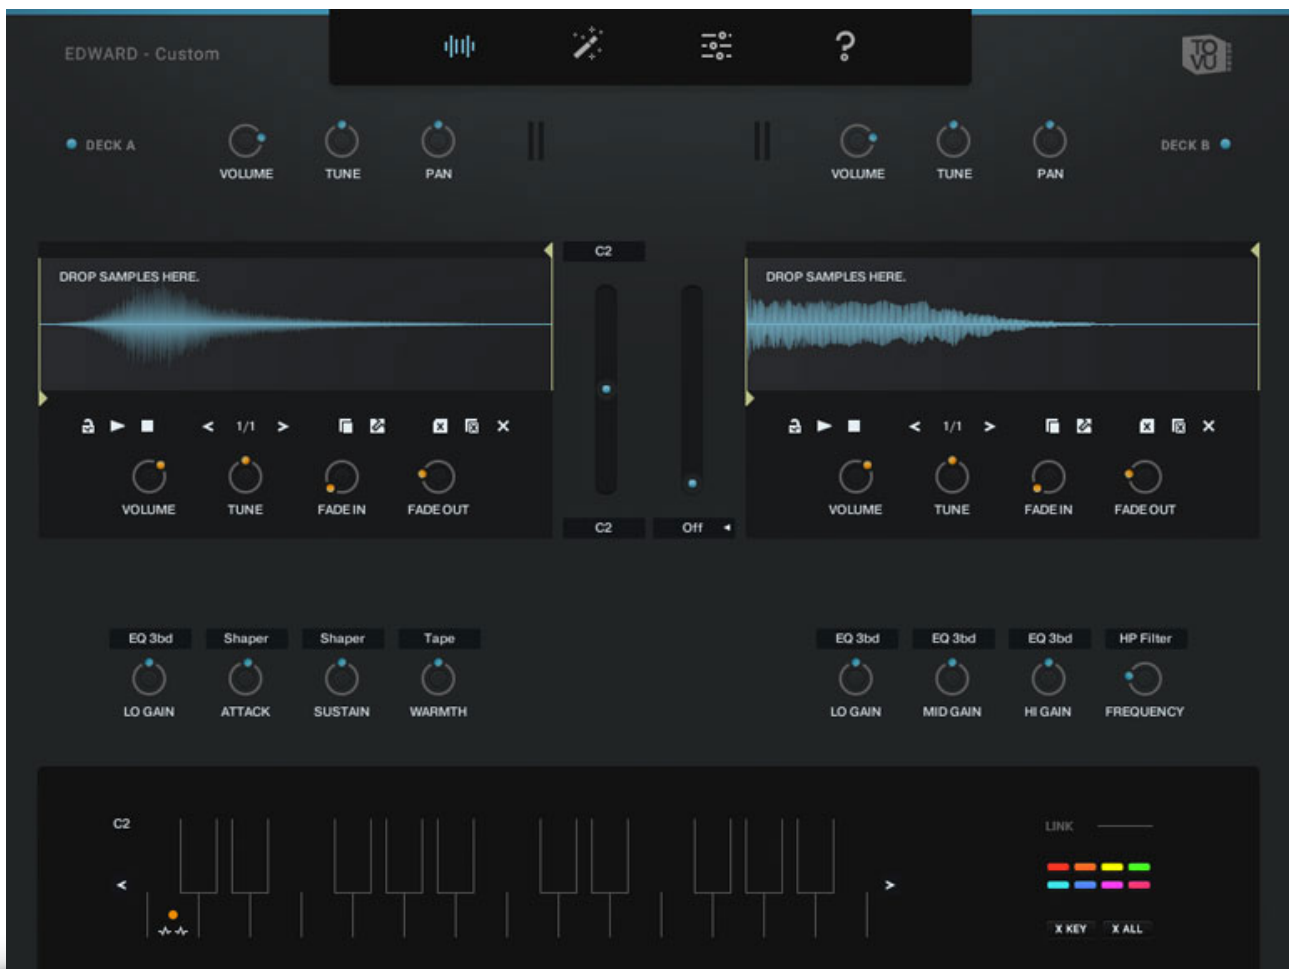 EDWARD - Custom
?
TO
VU
DECK A
VOLUME
TUNE
PAN
VOLUME
TUNE
PAN
DECK B
DROP SAMPLES HERE.
C2
DROP SAMPLES HERE.
< 1/1 >
< 1/1 >
VOLUME
TUNE
FADE IN
FADE OUT
C2
Off
VOLUME
TUNE
FADE IN
FADE OUT
EQ 3bd
Shaper
Shaper
Tape
LO GAIN
ATTACK
SUSTAIN
WARMTH
EQ 3bd
EQ 3bd
EQ 3bd
HP Filter
LO GAIN
MID GAIN
HI GAIN
FREQUENCY
C2
LINK
X KEY
X ALL